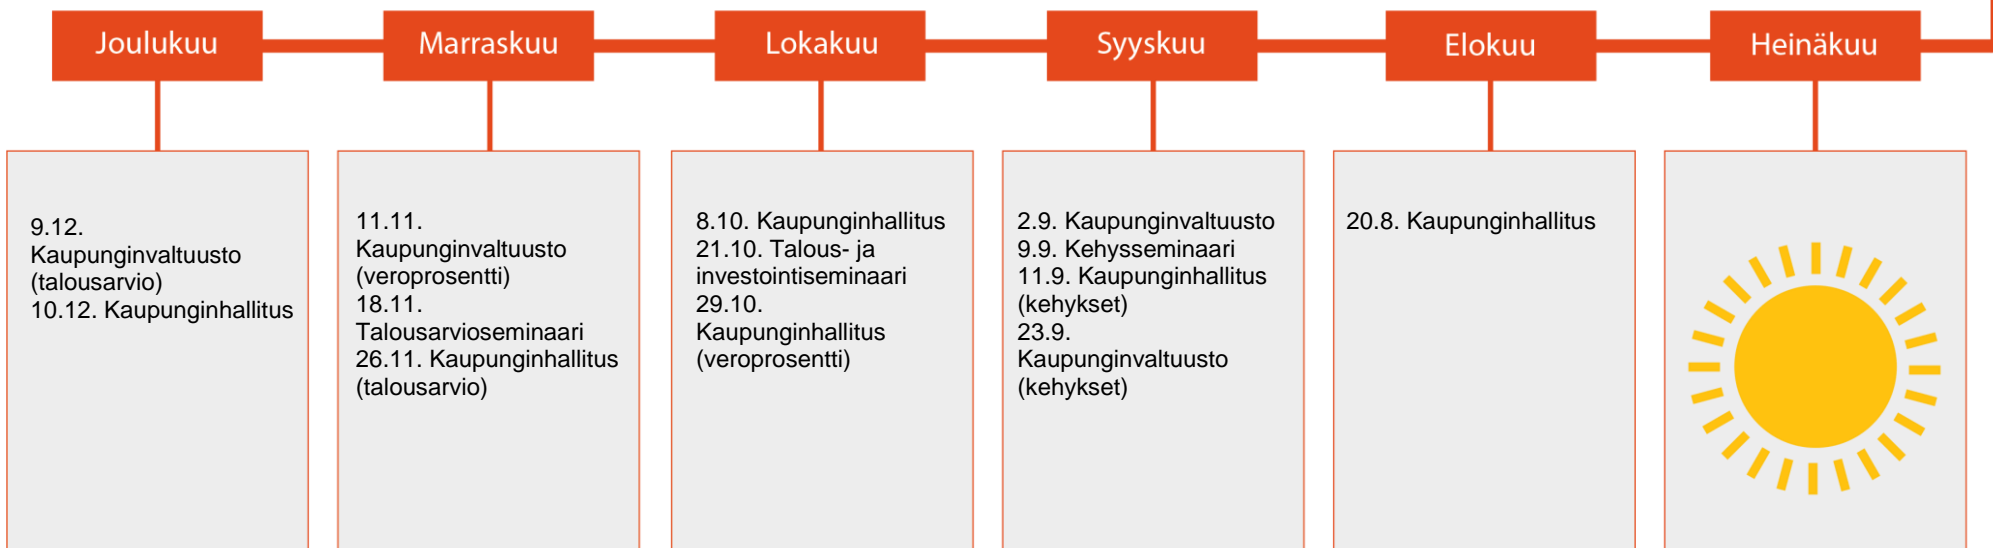 Joulukuu
Marraskuu
Lokakuu
Syyskuu
Elokuu
Heinäkuu
9.12.
Kaupunginvaltuusto
(talousarvio)
10.12. Kaupunginhallitus
11.11.
Kaupunginvaltuusto
(veroprosentti)
18.11.
Talousarvioseminaari
26.11. Kaupunginhallitus
(talousarvio)
8.10. Kaupunginhallitus
21.10. Talous- ja
investointiseminaari
29.10.
Kaupunginhallitus
(veroprosentti)
2.9. Kaupunginvaltuusto
9.9. Kehysseminaari
11.9. Kaupunginhallitus
(kehykset)
23.9.
Kaupunginvaltuusto
(kehykset)
20.8. Kaupunginhallitus